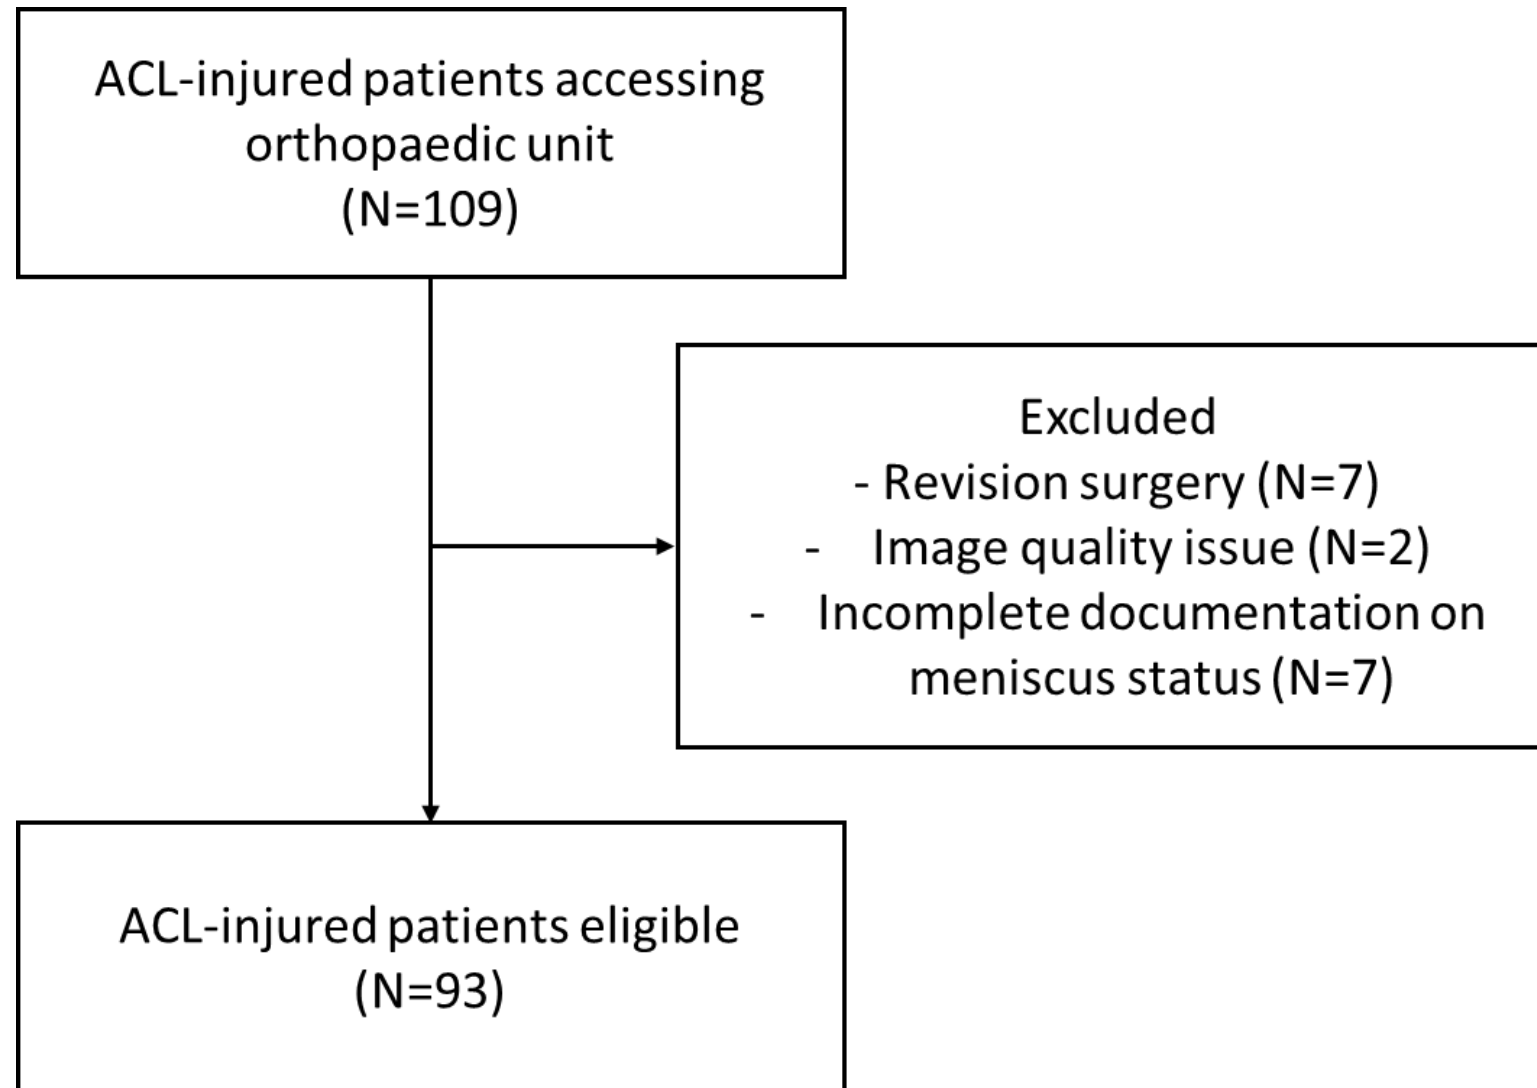 ACL-injured patients accessing
orthopaedic unit
(N=109)
Excluded
- Revision surgery (N=7)
- Image quality issue (N=2)
- Incomplete documentation on
meniscus status (N=7)
ACL-injured patients eligible
(N=93)